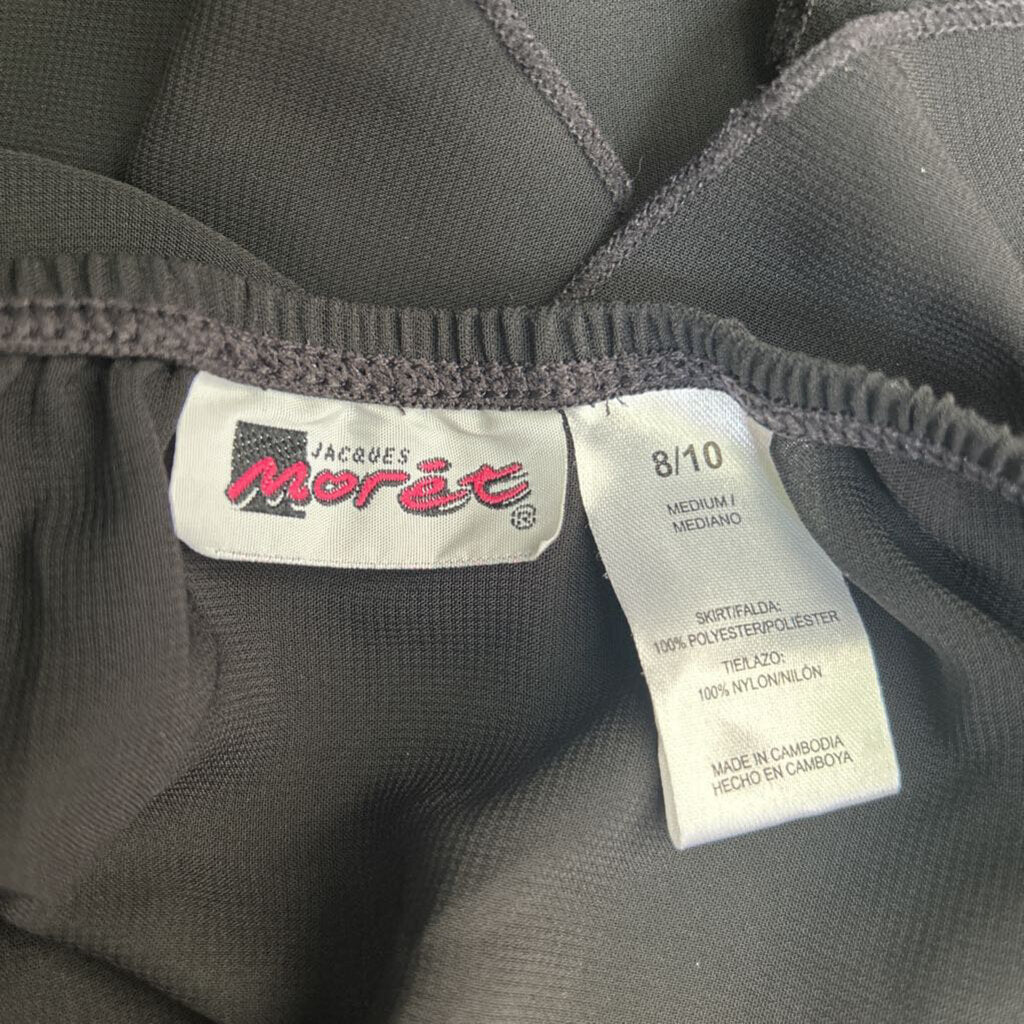 JACQUES
Morét
®
8/10
MEDIUM /
MEDIANO
SKIRT/FALDA:
100% POLYESTER/POLIÉSTER
TIE/LAZO:
100% NYLON/NILÓN
MADE IN CAMBODIA
HECHO EN CAMBOYA